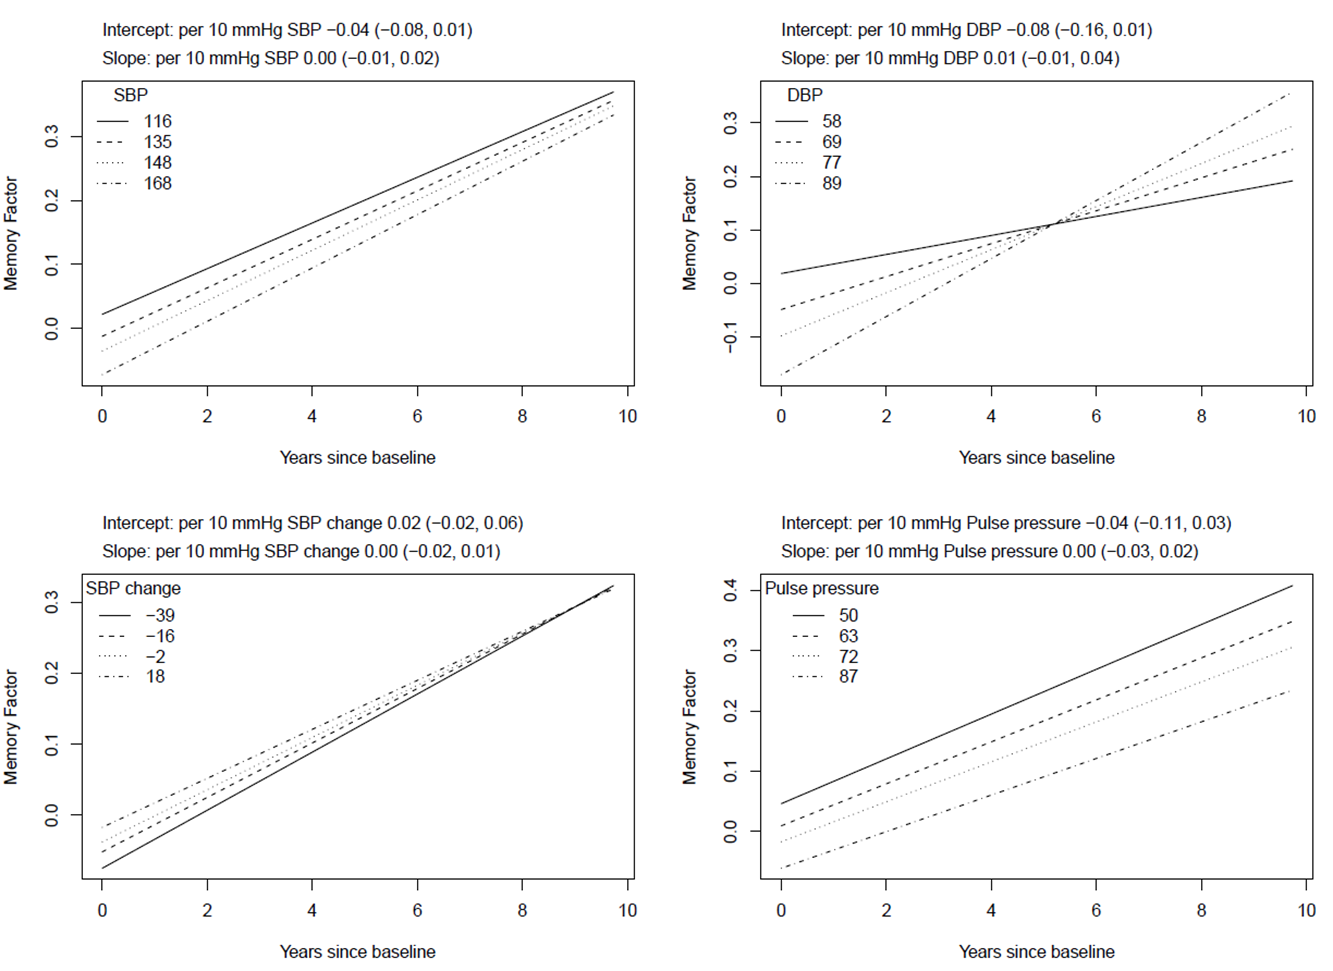 Intercept: per 10 mmHg SBP −0.04 (−0.08, 0.01)
Slope: per 10 mmHg SBP 0.00 (−0.01, 0.02)
SBP
116
135
148
168
0.3
0.2
0.1
0.0
Memory Factor
0 2 4 6 8 10
Years since baseline
Intercept: per 10 mmHg DBP −0.08 (−0.16, 0.01)
Slope: per 10 mmHg DBP 0.01 (−0.01, 0.04)
DBP
58
69
77
89
0.3
0.2
0.1
0.0
−0.1
Memory Factor
0 2 4 6 8 10
Years since baseline
Intercept: per 10 mmHg SBP change 0.02 (−0.02, 0.06)
Slope: per 10 mmHg SBP change 0.00 (−0.02, 0.01)
SBP change
−39
−16
−2
18
0.3
0.2
0.1
0.0
Memory Factor
0 2 4 6 8 10
Years since baseline
Intercept: per 10 mmHg Pulse pressure −0.04 (−0.11, 0.03)
Slope: per 10 mmHg Pulse pressure 0.00 (−0.03, 0.02)
Pulse pressure
50
63
72
87
0.4
0.3
0.2
0.1
0.0
Memory Factor
0 2 4 6 8 10
Years since baseline